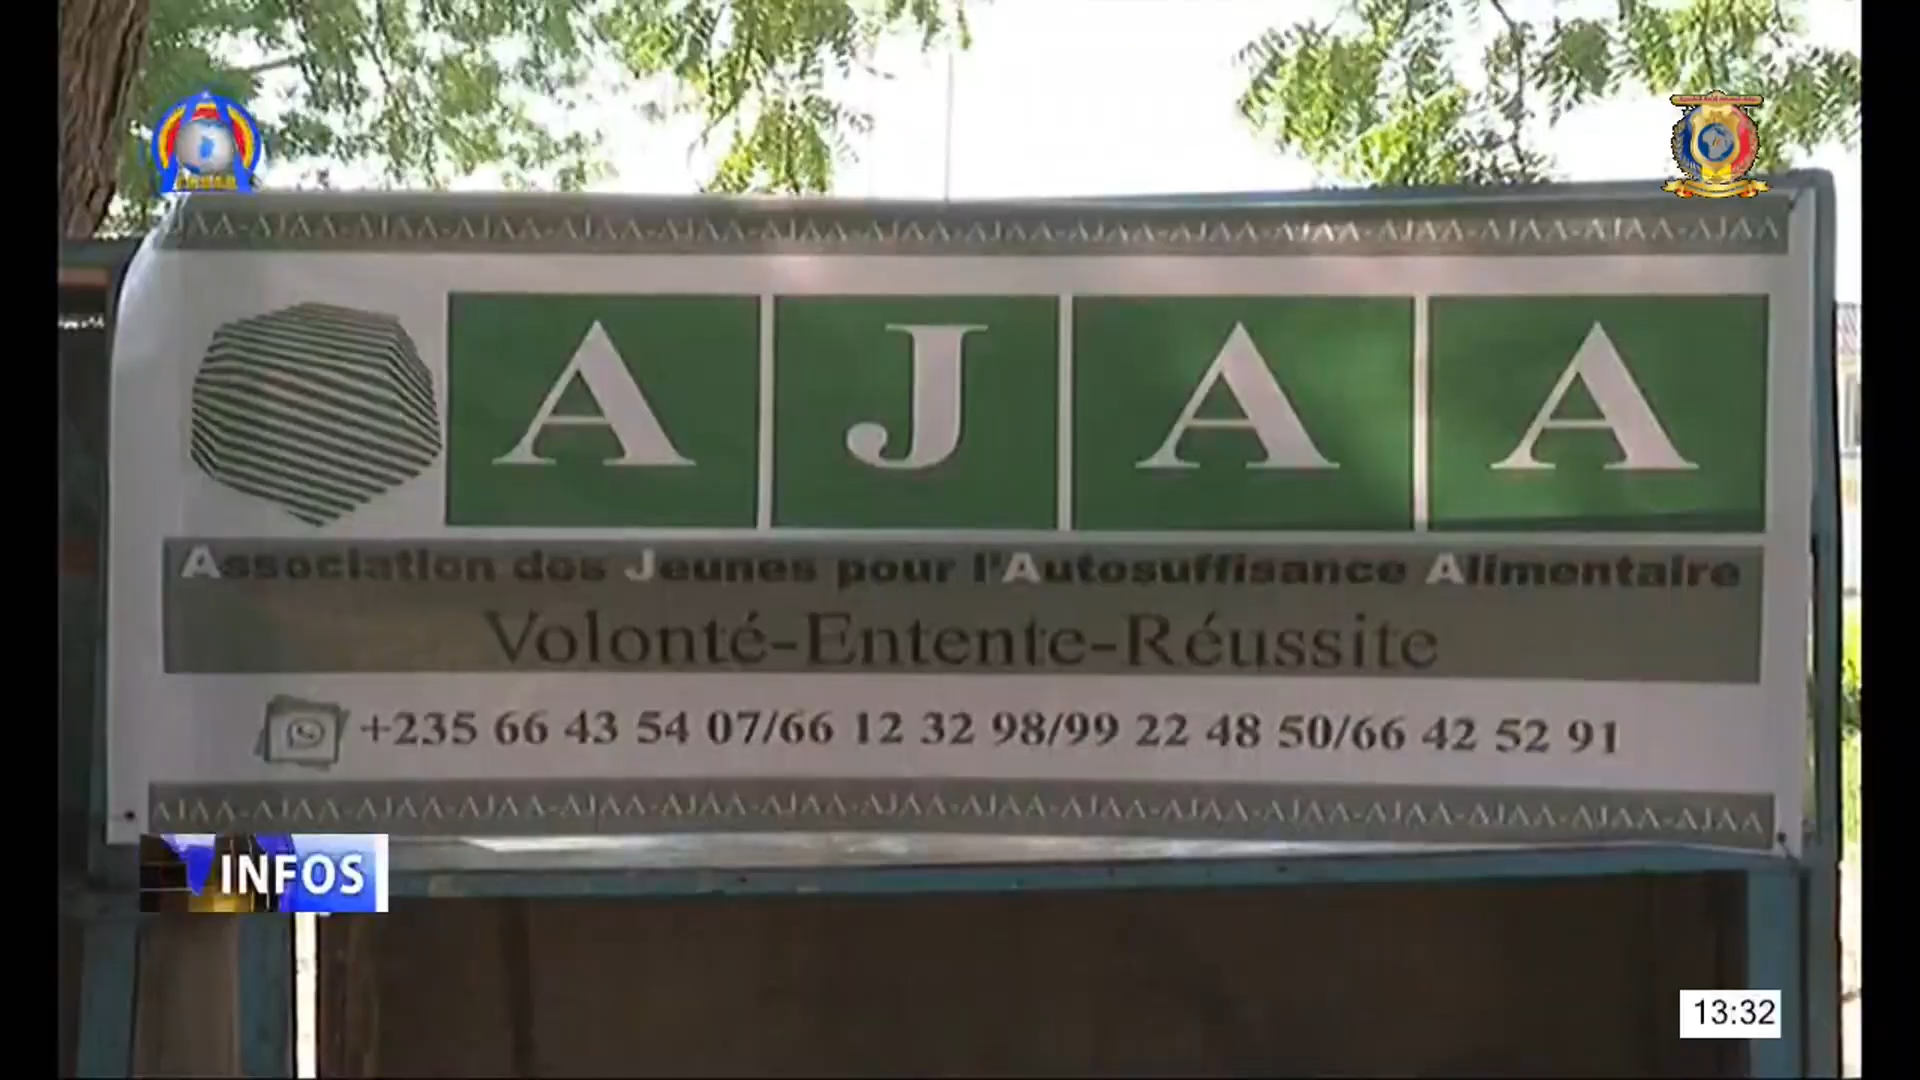 AJAA-AJAA-AJAA-AJAA-AJAA-AJAA-AJAA-AJAA-AJAA-AJAA-AJAA-AJAA-AJAA-AJAA-AJAA
A J A A
Association des Jeunes pour l'Autosuffisance Alimentaire
Volonté-Entente-Réussite
+235 66 43 54 07/66 12 32 98/99 22 48 50/66 42 52 91
AJAA-AJAA-AJAA-AJAA-AJAA-AJAA-AJAA-AJAA-AJAA-AJAA-AJAA-AJAA-AJAA-AJAA-AJAA-AJAA
INFOS
13:32